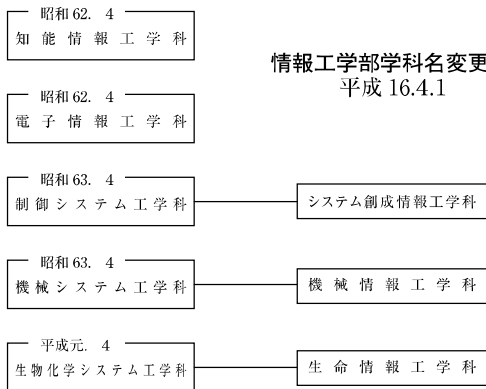 昭和62. 4
知能情報工学科
情報工学部学科名変更
平成 16.4.1
昭和62. 4
電子情報工学科
昭和63. 4
制御システム工学科
システム創成情報工学科
昭和63. 4
機械システム工学科
機械情報工学科
平成元. 4
生物化学システム工学科
生命情報工学科